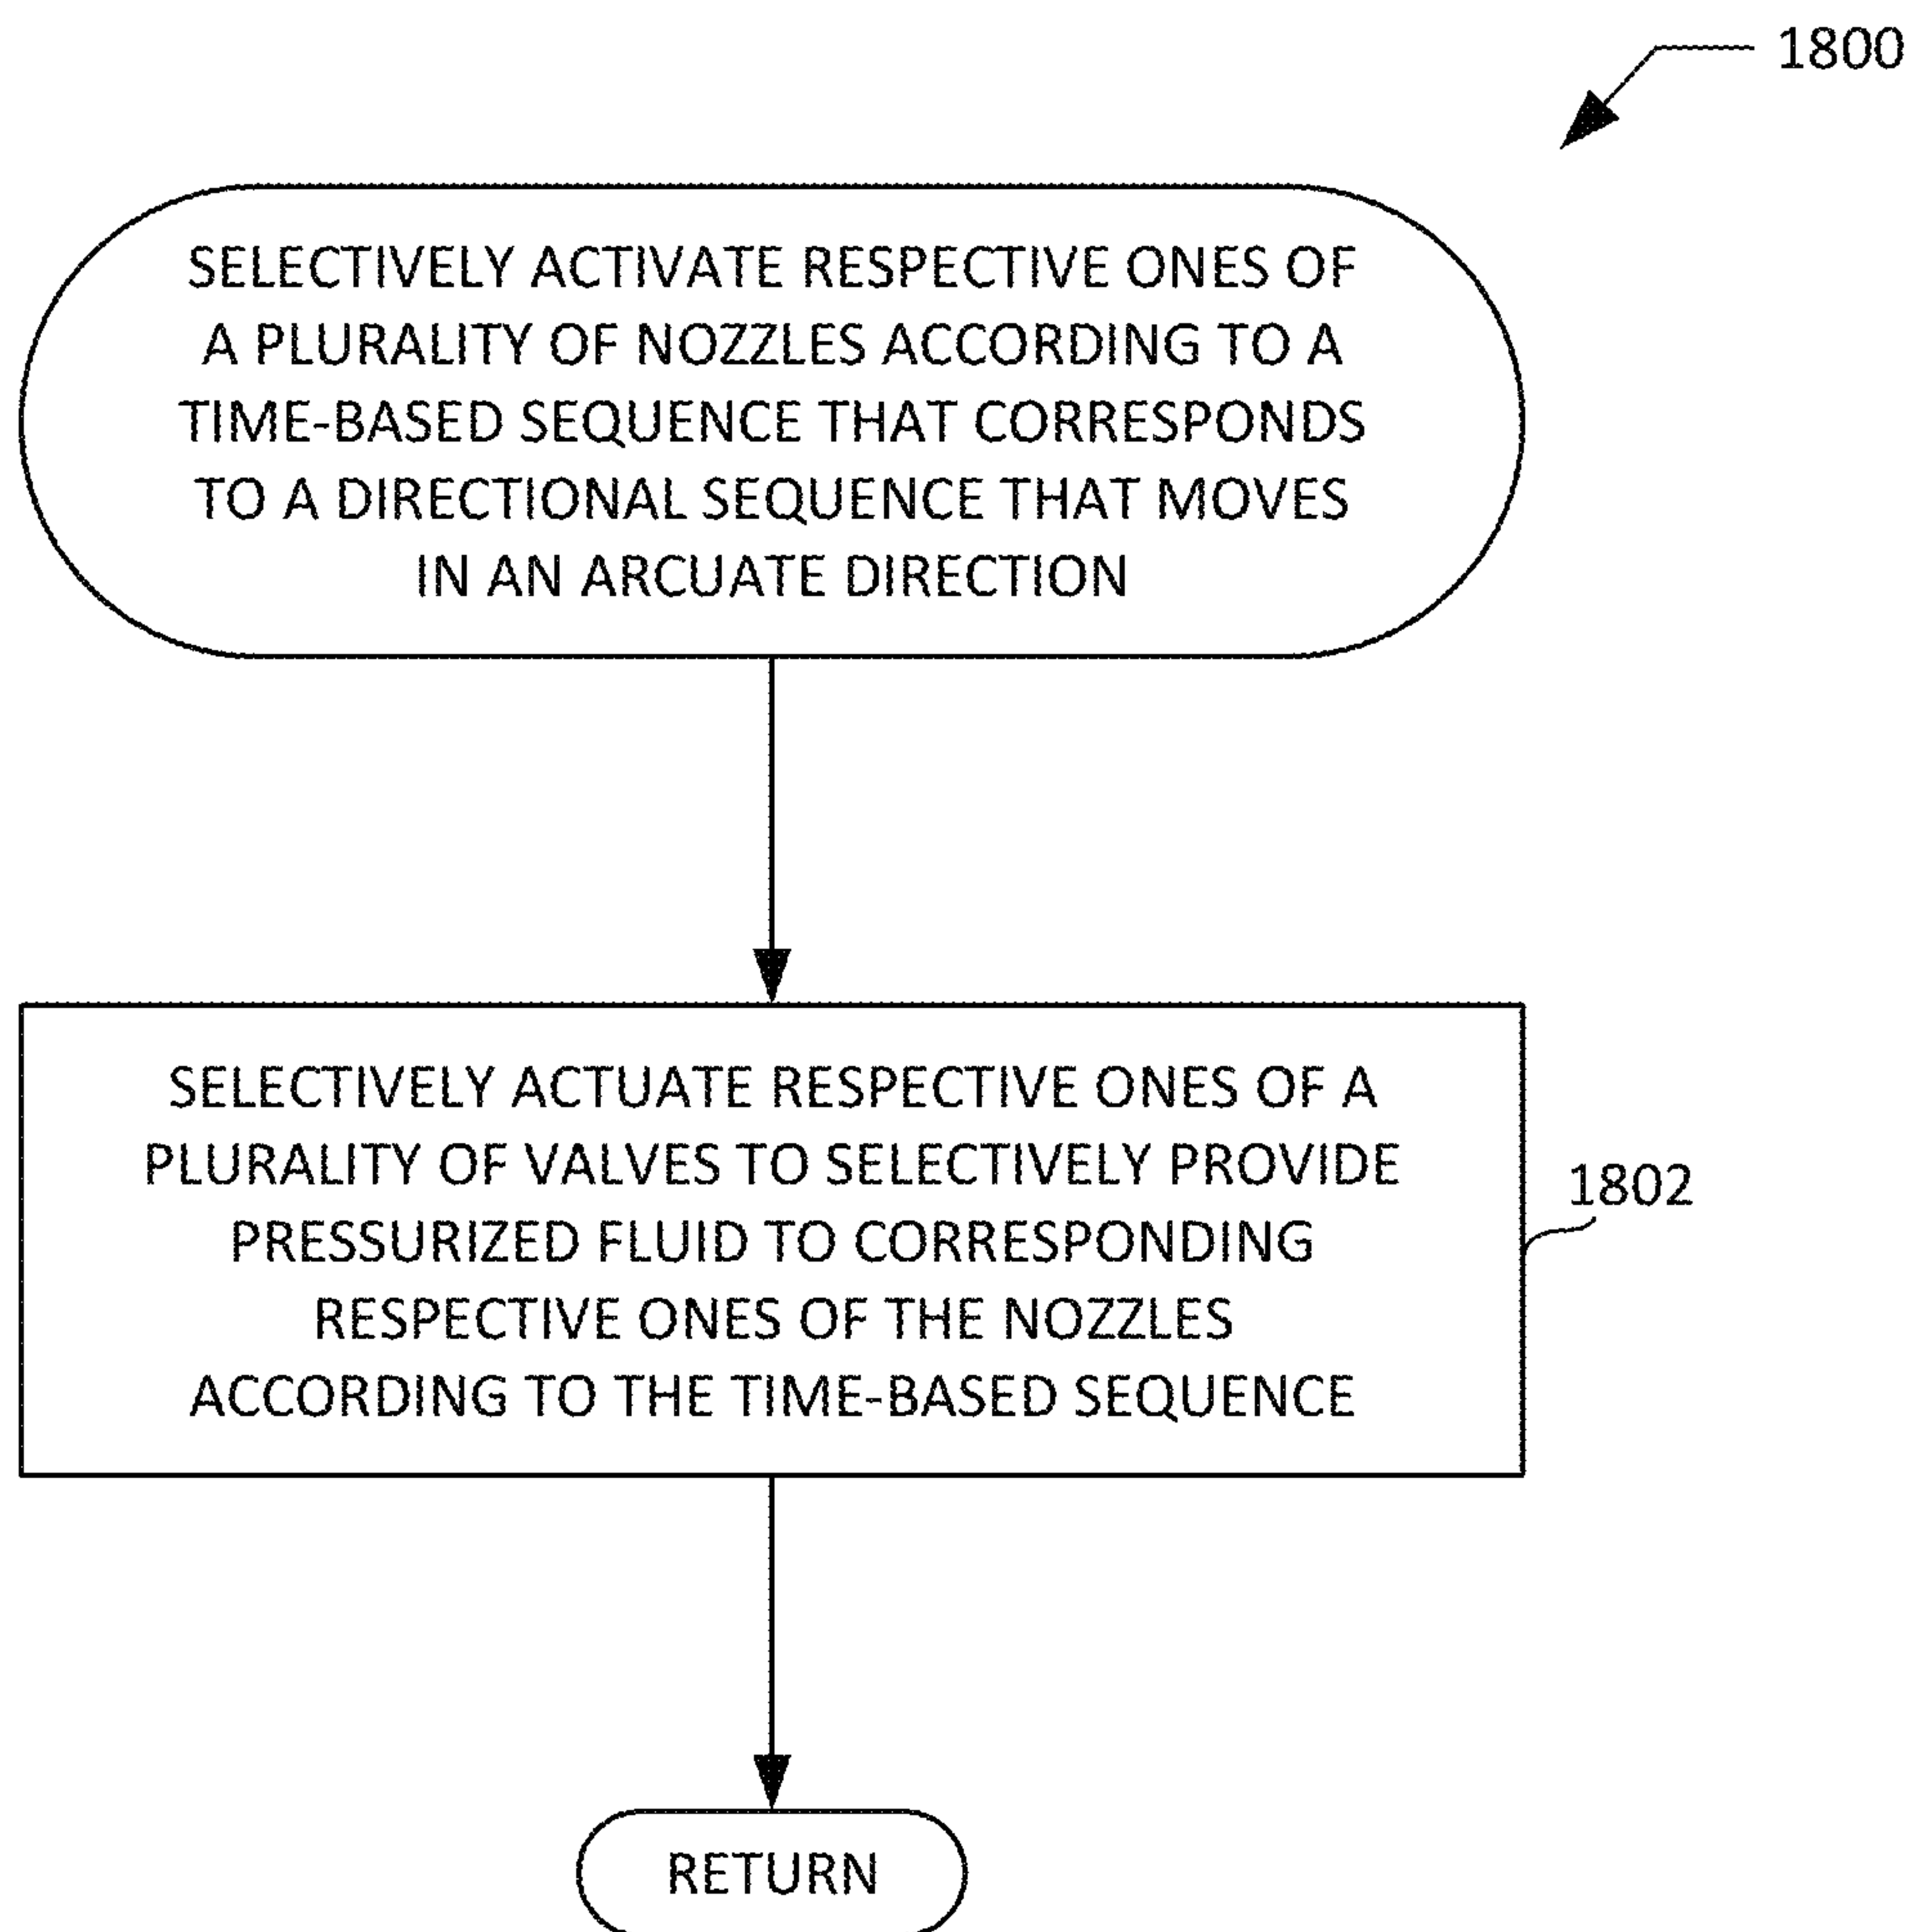 1800
SELECTIVELY ACTIVATE RESPECTIVE ONES OF
A PLURALITY OF NOZZLES ACCORDING TO A
TIME-BASED SEQUENCE THAT CORRESPONDS
TO A DIRECTIONAL SEQUENCE THAT MOVES
IN AN ARCUATE DIRECTION
SELECTIVELY ACTUATE RESPECTIVE ONES OF A
PLURALITY OF VALVES TO SELECTIVELY PROVIDE
PRESSURIZED FLUID TO CORRESPONDING
RESPECTIVE ONES OF THE NOZZLES
ACCORDING TO THE TIME-BASED SEQUENCE
1802
RETURN